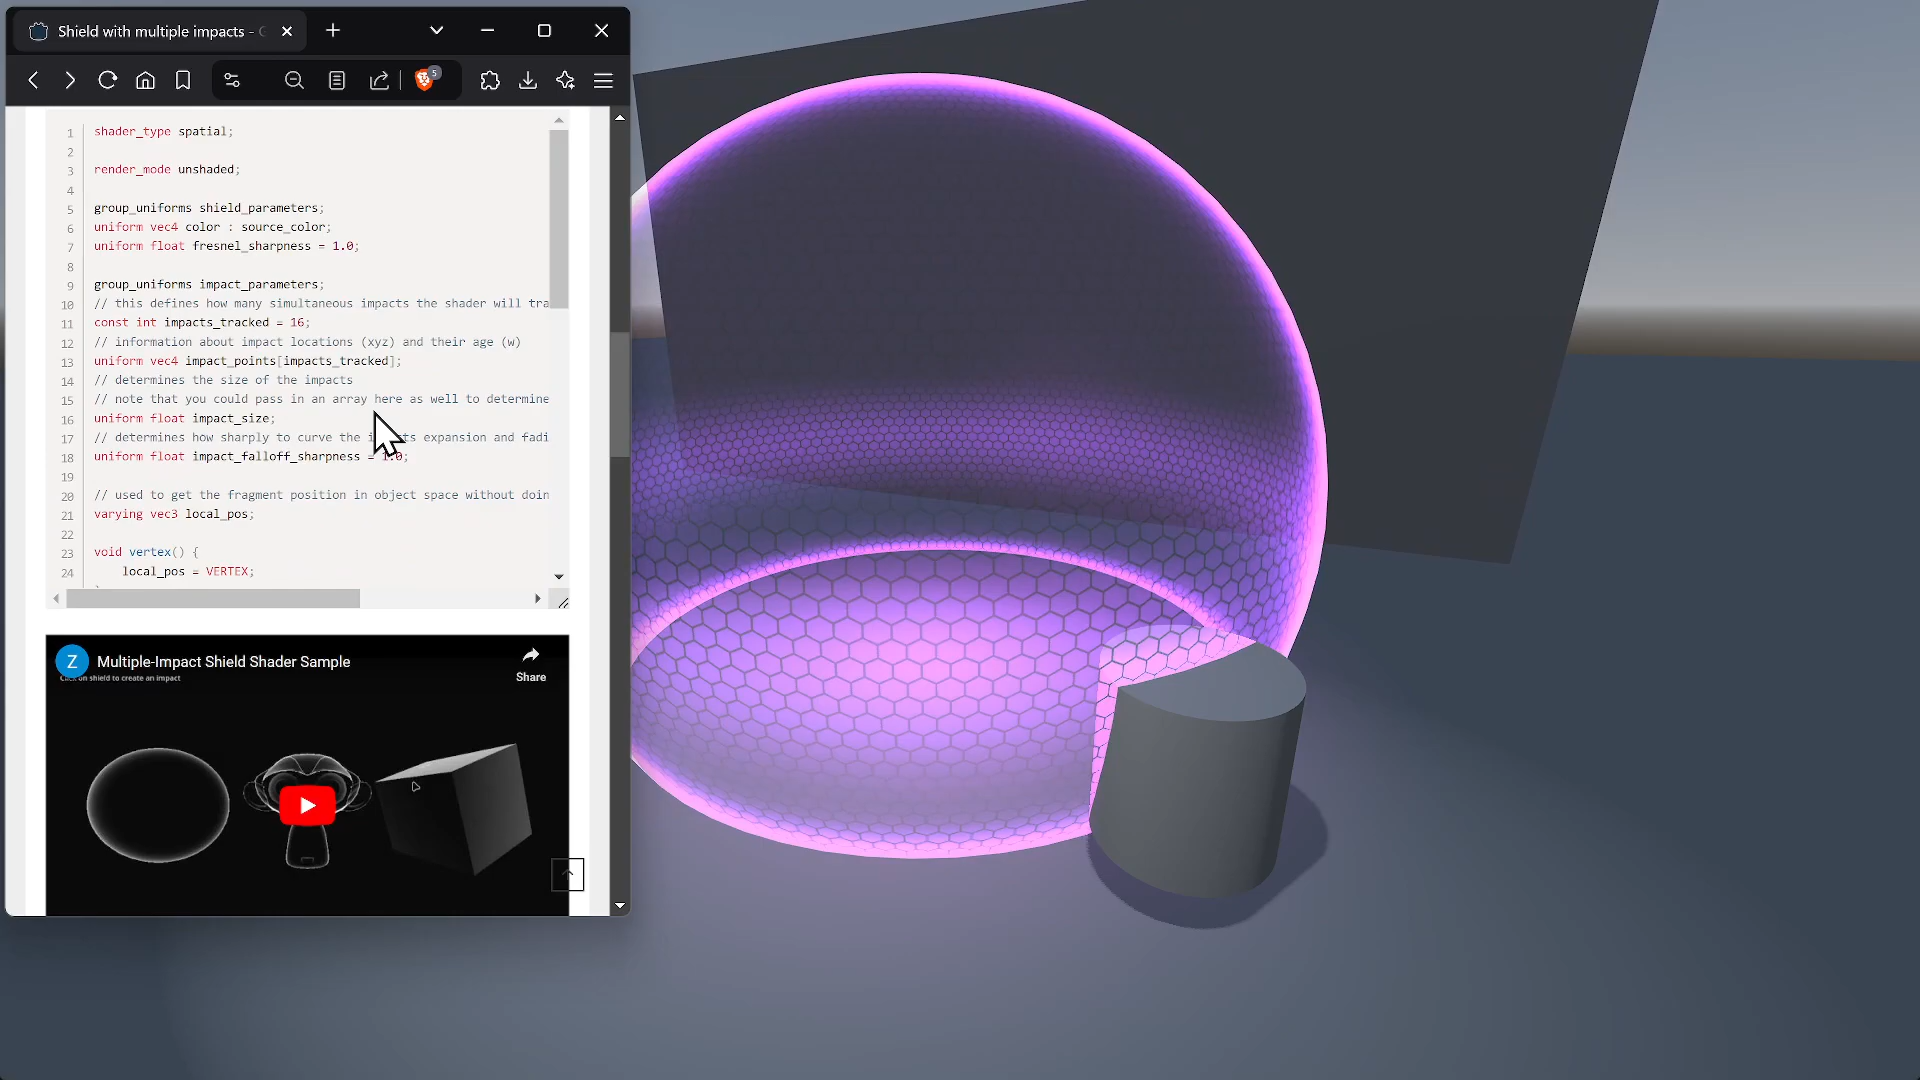 Shield with multiple impacts -
5
1 shader_type spatial;
2
3 render_mode unshaded;
4
5 group_uniforms shield_parameters;
6 uniform vec4 color : source_color;
7 uniform float fresnel_sharpness = 1.0;
8
9 group_uniforms impact_parameters;
10 // this defines how many simultaneous impacts the shader will tra
11 const int impacts_tracked = 16;
12 // information about impact locations (xyz) and their age (w)
13 uniform vec4 impact_points[impacts_tracked];
14 // determines the size of the impacts
15 // note that you could pass in an array here as well to determine
16 uniform float impact_size;
17 // determines how sharply to curve the expansion and fadi
18 uniform float impact_falloff_sharpness = 1.0;
19
20 // used to get the fragment position in object space without doin
21 varying vec3 local_pos;
22
23 void vertex() {
24 local_pos = VERTEX;
Z Multiple-Impact Shield Shader Sample
Share
Click on shield to create an impact